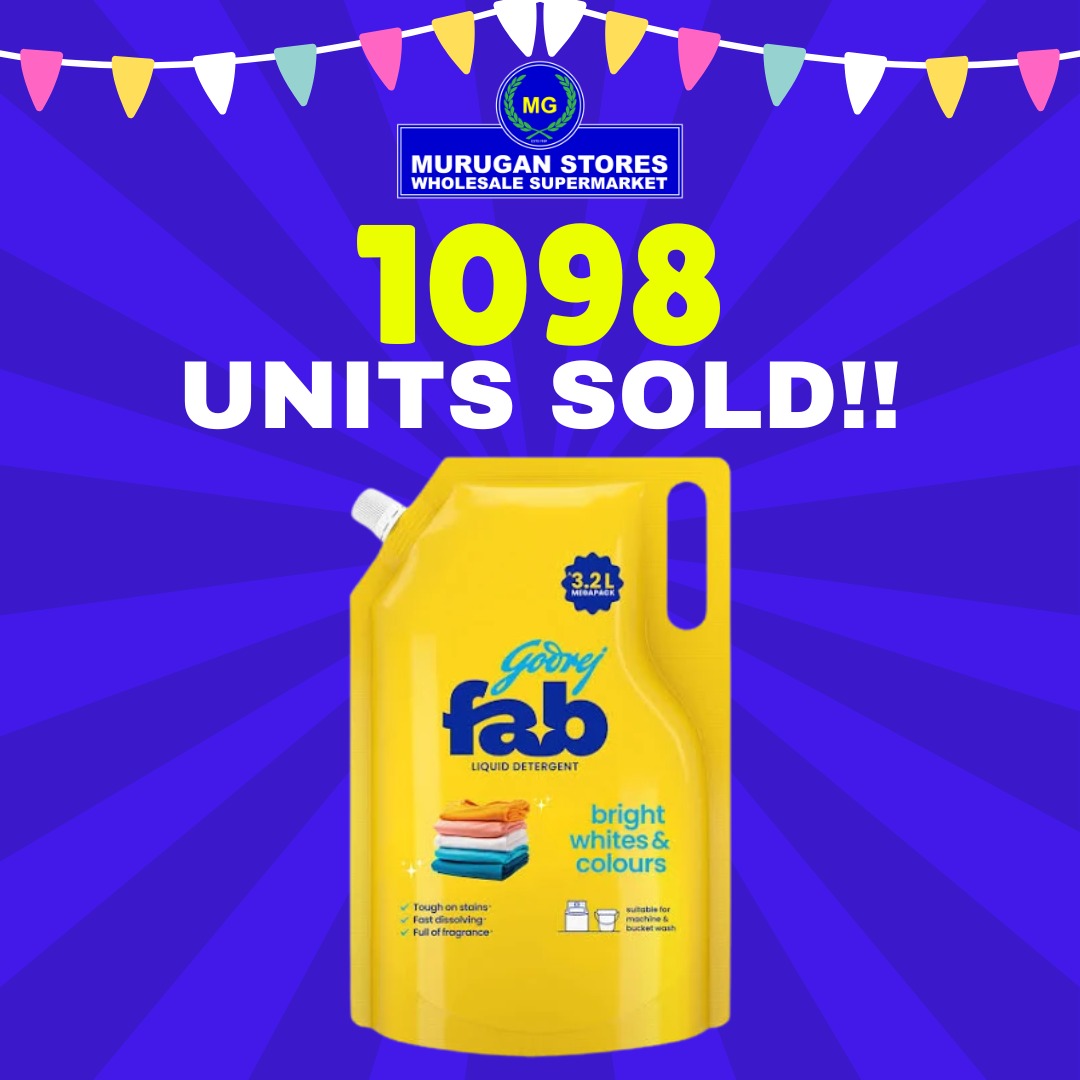 MG
MURUGAN STORES
WHOLESALE SUPERMARKET
1098
UNITS SOLD!!
3.2 L
MEGAPACK
Godrej
fab
LIQUID DETERGENT
bright
whites &
colours
✓ Tough on stains
✓ Fast dissolving
✓ Full of fragrance
suitable for
machine &
bucket wash